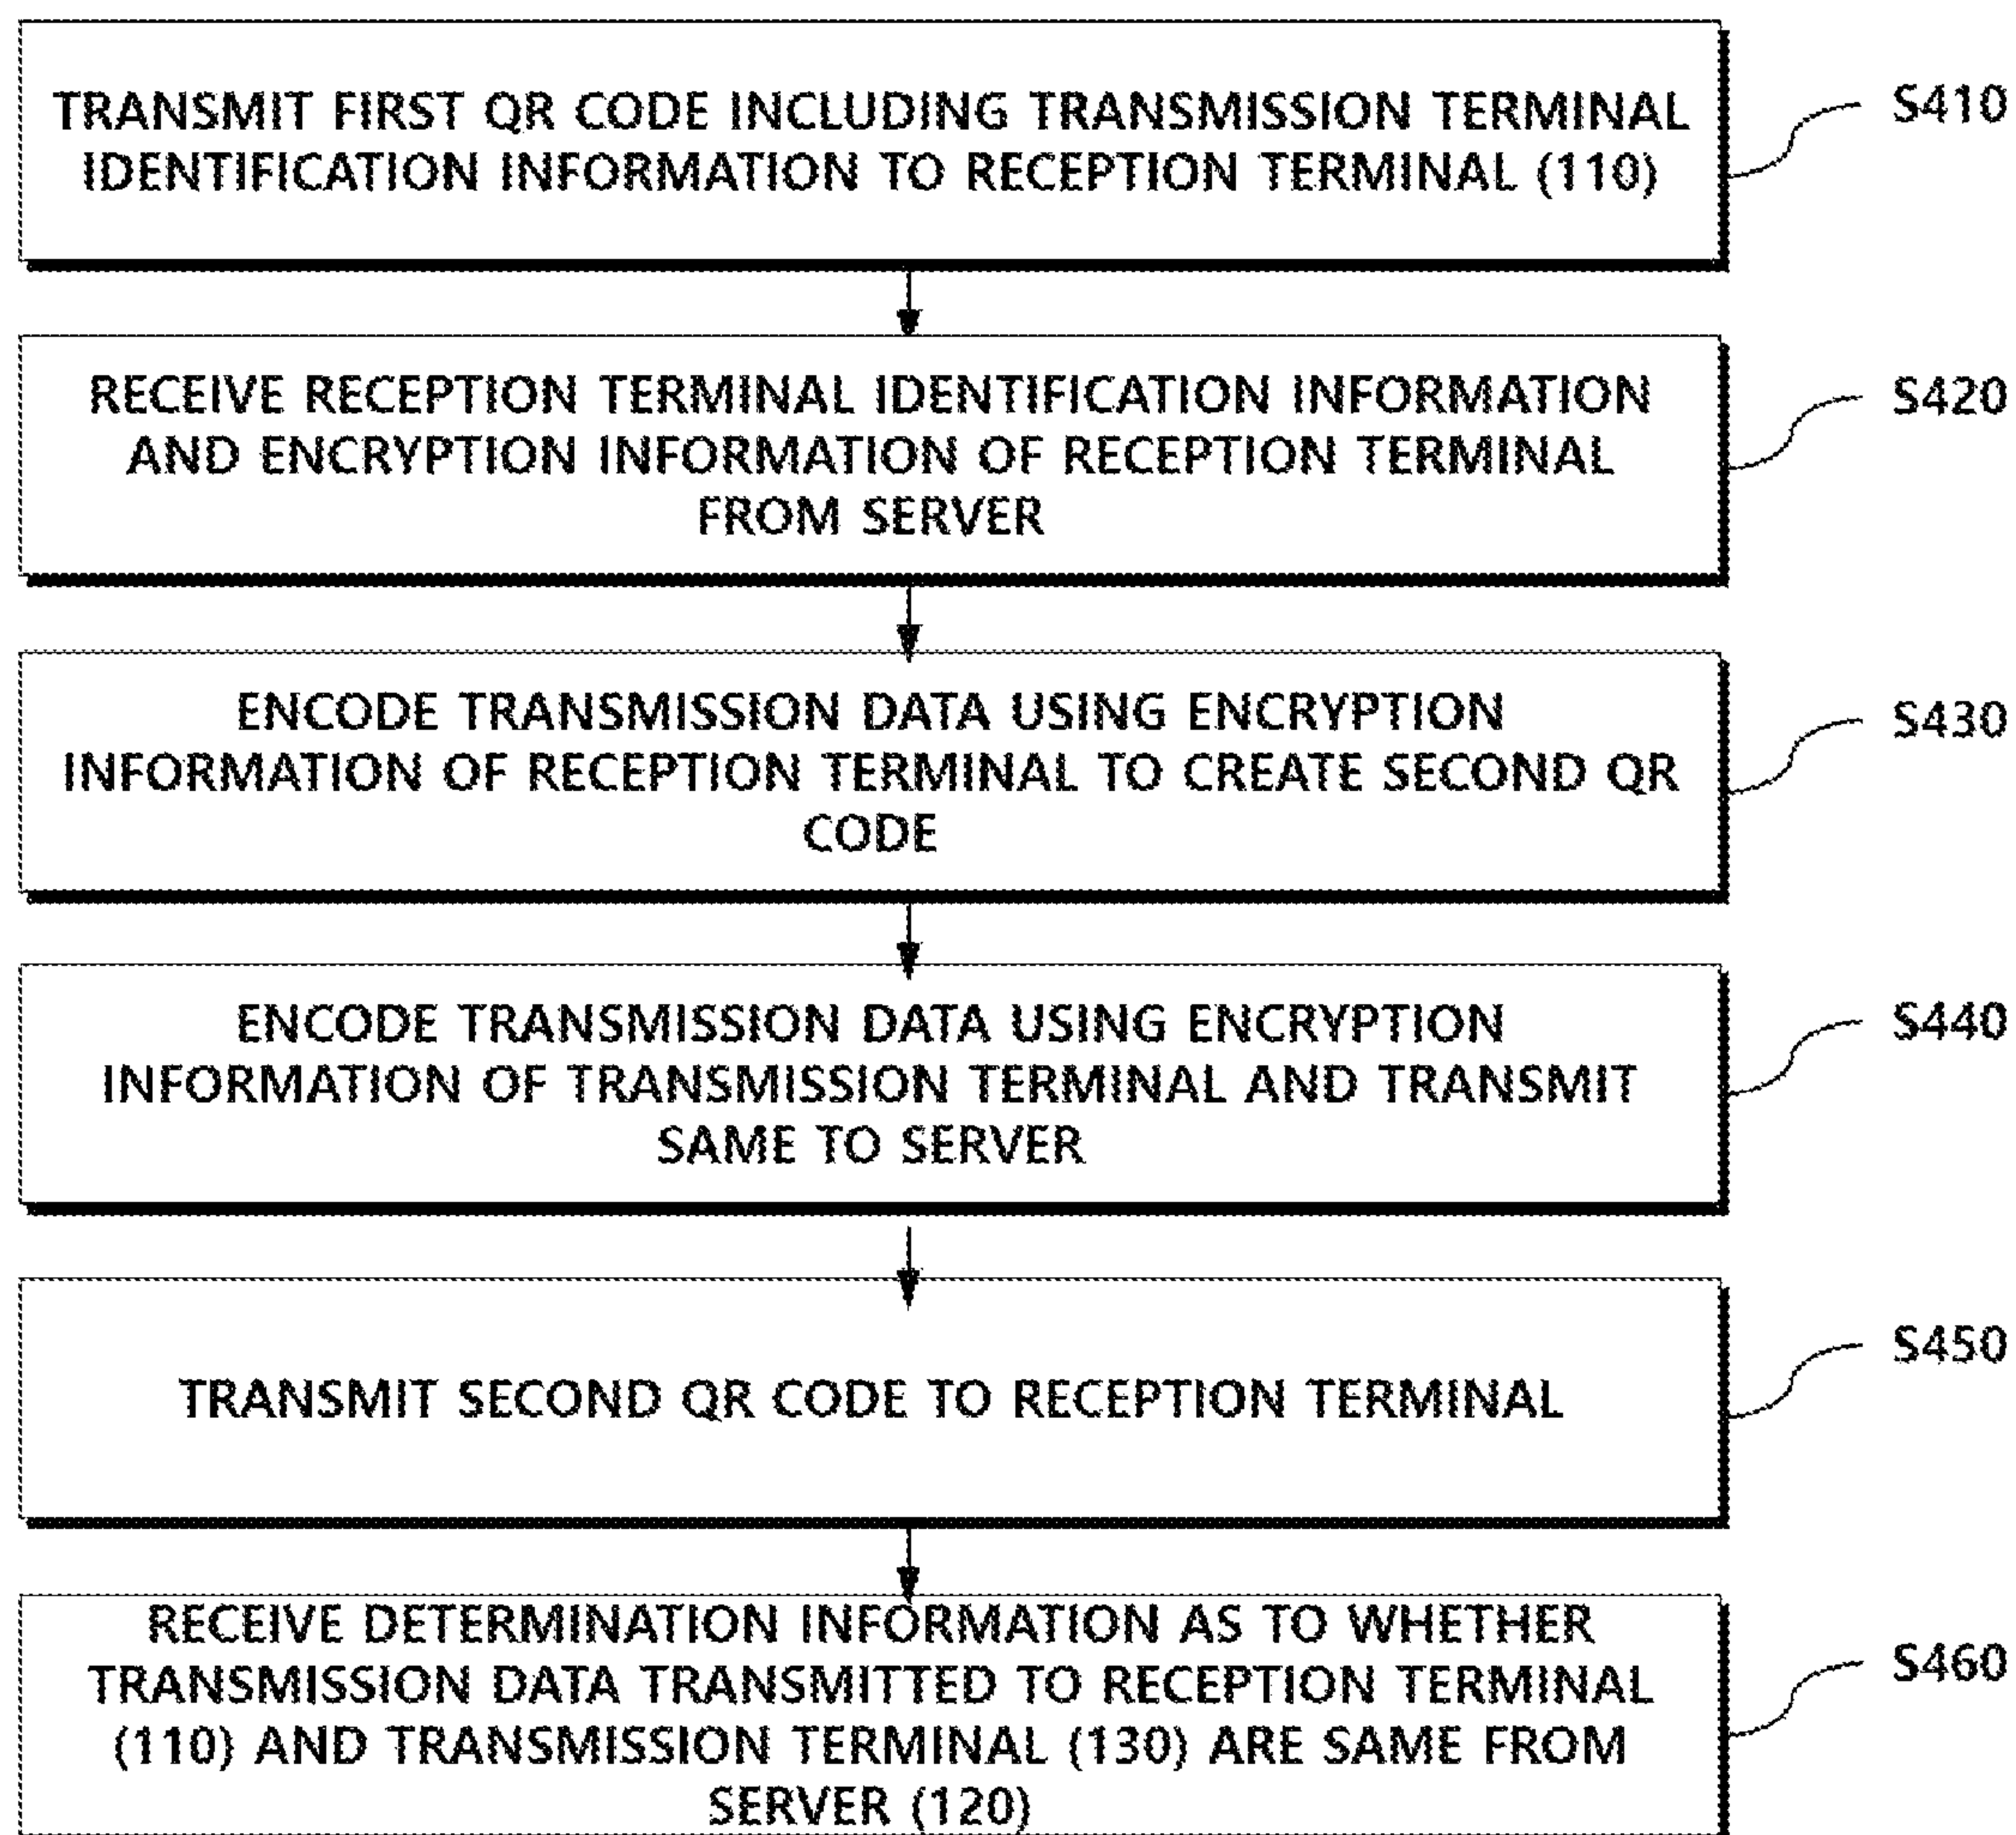 TRANSMIT FIRST QR CODE INCLUDING TRANSMISSION TERMINAL
IDENTIFICATION INFORMATION TO RECEPTION TERMINAL (110)
S410
RECEIVE RECEPTION TERMINAL IDENTIFICATION INFORMATION
AND ENCRYPTION INFORMATION OF RECEPTION TERMINAL
FROM SERVER
S420
ENCODE TRANSMISSION DATA USING ENCRYPTION
INFORMATION OF RECEPTION TERMINAL TO CREATE SECOND QR
CODE
S430
ENCODE TRANSMISSION DATA USING ENCRYPTION
INFORMATION OF TRANSMISSION TERMINAL AND TRANSMIT
SAME TO SERVER
S440
TRANSMIT SECOND QR CODE TO RECEPTION TERMINAL
S450
RECEIVE DETERMINATION INFORMATION AS TO WHETHER
TRANSMISSION DATA TRANSMITTED TO RECEPTION TERMINAL
(110) AND TRANSMISSION TERMINAL (130) ARE SAME FROM
SERVER (120)
S460